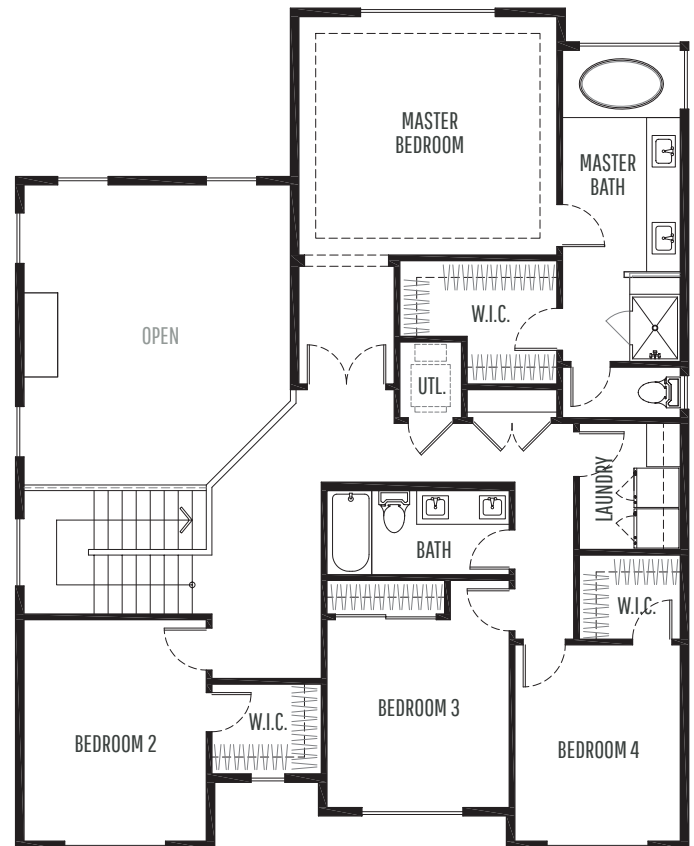 MASTER
BEDROOM
MASTER
BATH
OPEN
W.I.C.
UTL.
LAUNDRY
BATH
W.I.C.
BEDROOM 3
W.I.C.
BEDROOM 2
BEDROOM 4